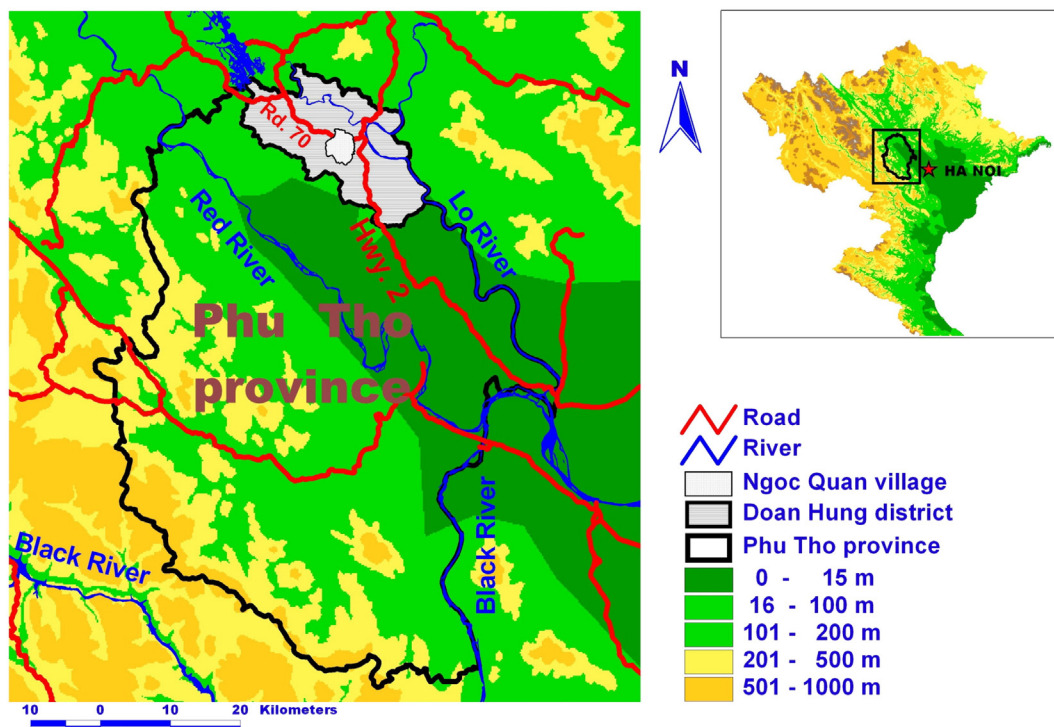 Rd. 70
Red River
Lo River
Hwy. 2
Phu Tho
province
Black River
Black River
10 0 10 20 Kilometers
N
HA NOI
Road
River
Ngoc Quan village
Doan Hung district
Phu Tho province
0 - 15 m
16 - 100 m
101 - 200 m
201 - 500 m
501 - 1000 m